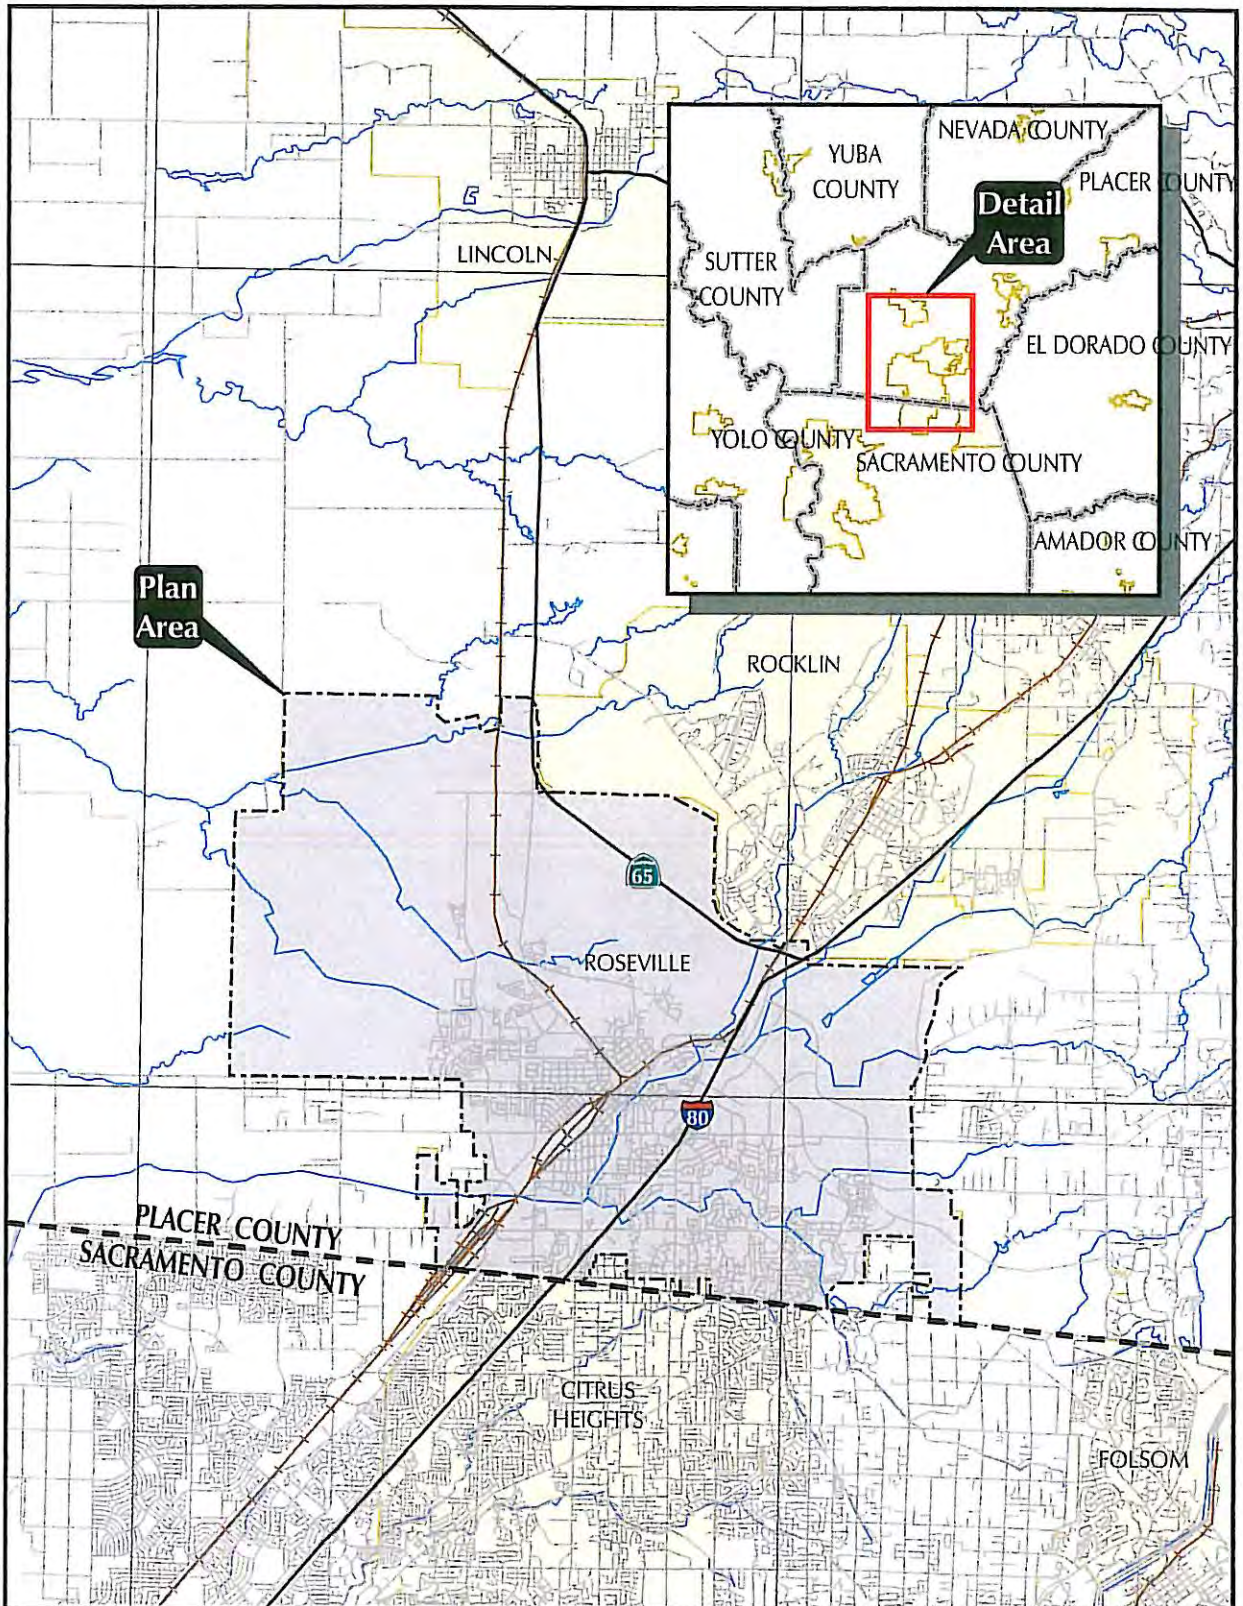 NEVADA COUNTY
YUBA
COUNTY
PLACER COUNTY
Detail
Area
LINCOLN
SUTTER
COUNTY
EL DORADO COUNTY
YOLO COUNTY
SACRAMENTO COUNTY
AMADOR COUNTY
Plan
Area
ROCKLIN
65
ROSEVILLE
80
PLACER COUNTY
SACRAMENTO COUNTY
CITRUS
HEIGHTS
FOLSOM